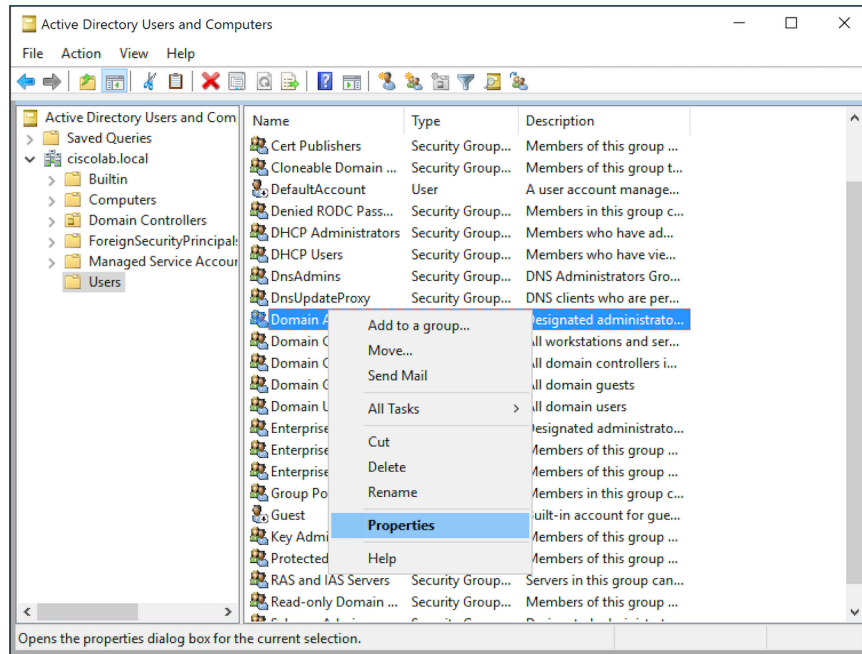 Active Directory Users and Computers
File Action View Help
Active Directory Users and Com
Saved Queries
ciscolab.local
Builtin
Computers
Domain Controllers
ForeignSecurityPrincipals
Managed Service Accoun
Users
Name Type Description
Cert Publishers Security Group... Members of this group ...
Cloneable Domain ... Security Group... Members of this group t...
DefaultAccount User A user account manage...
Denied RODC Pass... Security Group... Members in this group c...
DHCP Administrators Security Group... Members who have ad...
DHCP Users Security Group... Members who have vie...
DnsAdmins Security Group... DNS Administrators Gro...
DnsUpdateProxy Security Group... DNS clients who are per...
Domain A Designated administrato...
Domain C All workstations and ser...
Domain C All domain controllers i...
Domain G All domain guests
Domain U All domain users
Enterprise Designated administrato...
Enterprise Members of this group ...
Enterprise Members of this group ...
Group Po Members in this group c...
Guest Built-in account for gue...
Key Admi Members of this group ...
Protected Members of this group ...
RAS and IAS Servers Security Group... Servers in this group can...
Read-only Domain ... Security Group... Members of this group ...
Add to a group...
Move...
Send Mail
All Tasks
Cut
Delete
Rename
Properties
Help
Opens the properties dialog box for the current selection.